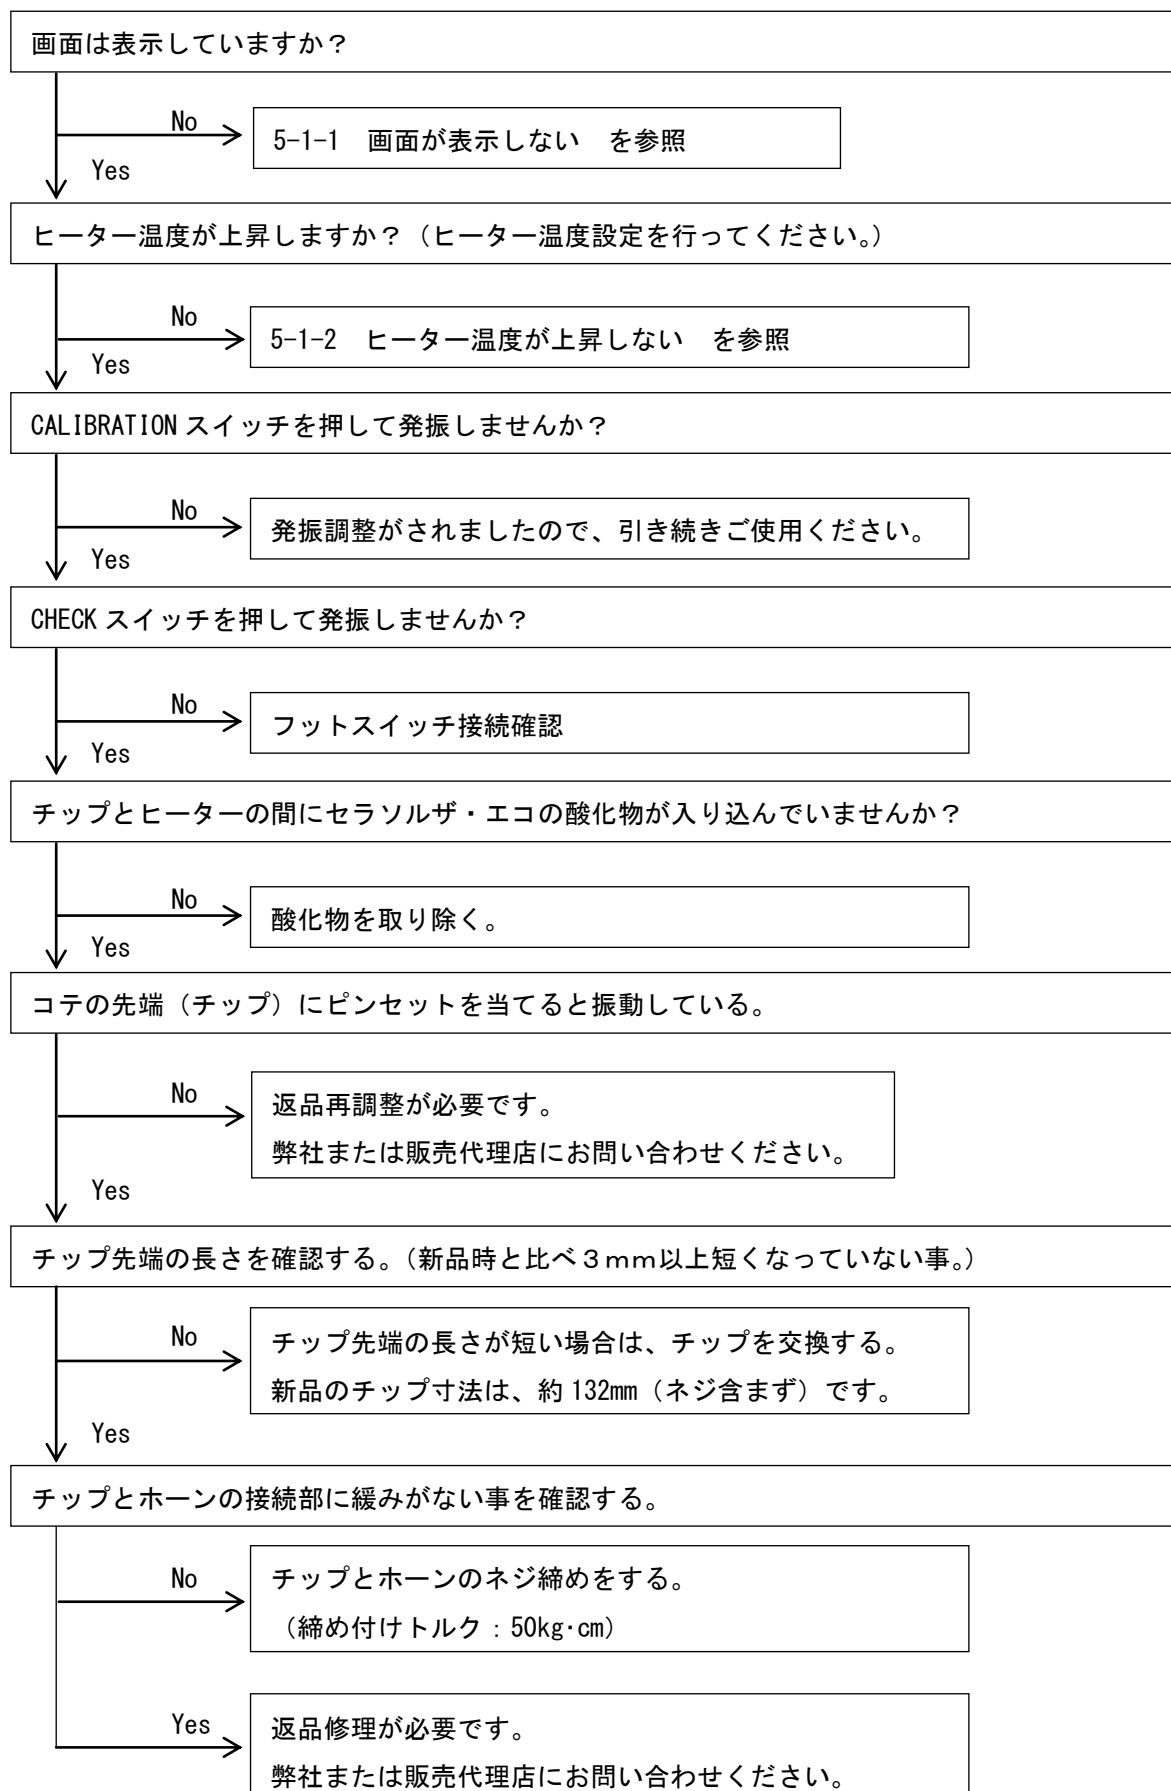 画面は表示していますか？
No
5-1-1　画面が表示しない　を参照
Yes
ヒーター温度が上昇しますか？（ヒーター温度設定を行ってください。）
No
5-1-2　ヒーター温度が上昇しない　を参照
Yes
CALIBRATION スイッチを押して発振しませんか？
No
発振調整がされましたので、引き続きご使用ください。
Yes
CHECK スイッチを押して発振しませんか？
No
フットスイッチ接続確認
Yes
チップとヒーターの間にセラソルザ・エコの酸化物が入り込んでいませんか？
No
酸化物を取り除く。
Yes
コテの先端（チップ）にピンセットを当てると振動している。
No
返品再調整が必要です。
弊社または販売代理店にお問い合わせください。
Yes
チップ先端の長さを確認する。（新品時と比べ３ｍｍ以上短くなっていない事。）
No
チップ先端の長さが短い場合は、チップを交換する。
新品のチップ寸法は、約 132mm（ネジ含まず）です。
Yes
チップとホーンの接続部に緩みがない事を確認する。
No
チップとホーンのネジ締めをする。
（締め付けトルク：50kg･cm）
Yes
返品修理が必要です。
弊社または販売代理店にお問い合わせください。